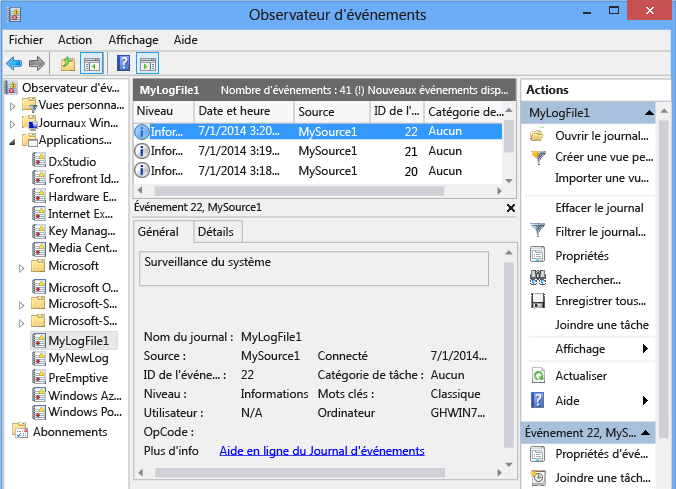 Observateur d'événements
Fichier Action Affichage Aide
Observateur d'év...
Vues personna...
Journaux Win...
Applications...
DxStudio
Forefront Id...
Hardware E...
Internet Ex...
Key Manag...
Media Cent...
Microsoft
Microsoft O...
Microsoft-S...
Microsoft-S...
MyLogFile1
MyNewLog
PreEmptive
Windows Az...
Windows Po...
Abonnements
MyLogFile1 Nombre d'événements : 41 (!) Nouveaux événements disp...
Niveau Date et heure Source ID de l'... Catégorie de...
Infor... 7/1/2014 3:20... MySource1 22 Aucun
Infor... 7/1/2014 3:19... MySource1 21 Aucun
Infor... 7/1/2014 3:18... MySource1 20 Aucun
Événement 22, MySource1
Général Détails
Surveillance du système
Nom du journal : MyLogFile1
Source : MySource1 Connecté 7/1/2014...
ID de l'événe... : 22 Catégorie de tâche : Aucun
Niveau : Informations Mots clés : Classique
Utilisateur : N/A Ordinateur GHWIN7...
OpCode :
Plus d'info Aide en ligne du Journal d'événements
Actions
MyLogFile1
Ouvrir le journal...
Créer une vue pe...
Importer une vu...
Effacer le journal
Filtrer le journal...
Propriétés
Rechercher...
Enregistrer tous...
Joindre une tâche
Affichage
Actualiser
Aide
Événement 22, MyS...
Propriétés d'évé...
Joindre une tâch...